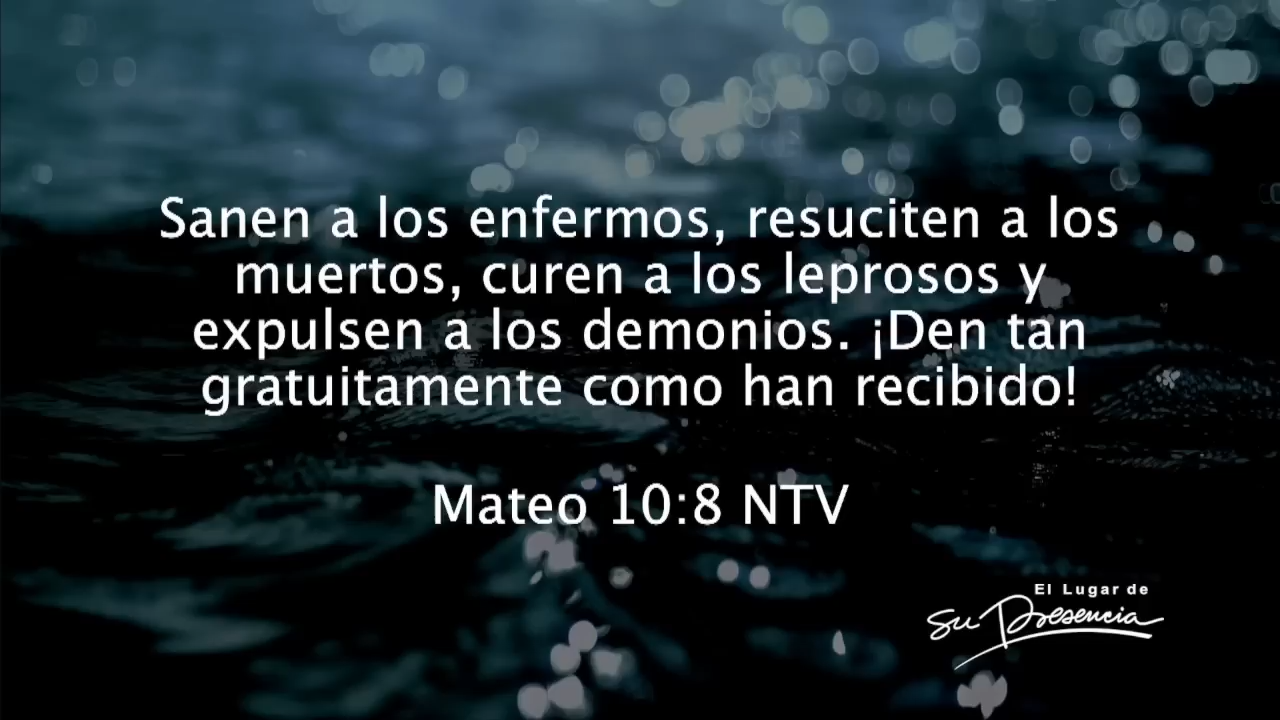 Sanen a los enfermos, resuciten a los
muertos, curen a los leprosos y
expulsen a los demonios. ¡Den tan
gratuitamente como han recibido!
Mateo 10:8 NTV
El Lugar de
Su Presencia